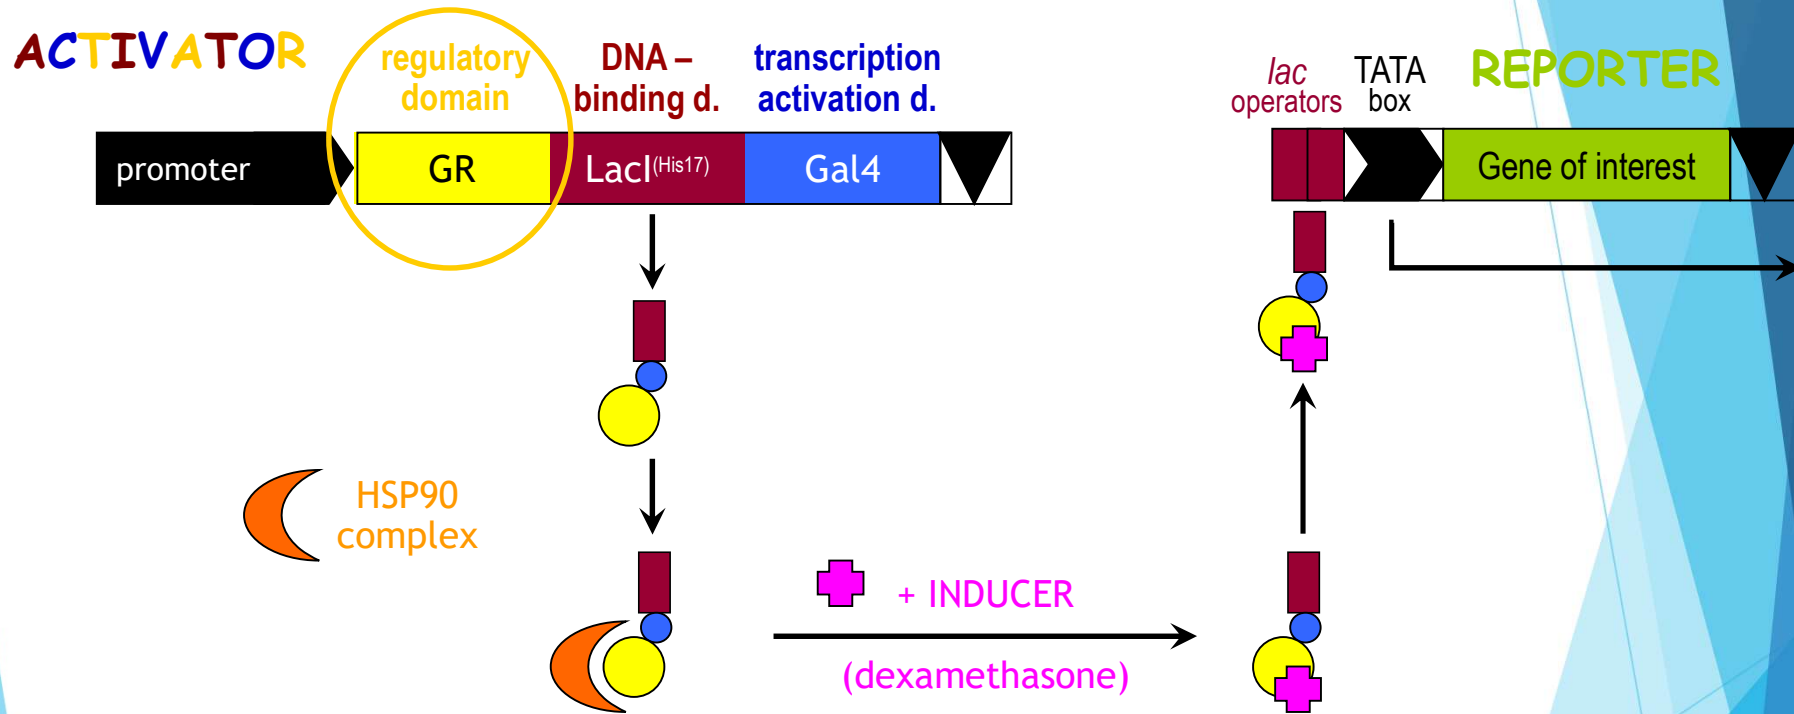 ACTIVATOR
regulatory
domain
DNA –
binding d.
transcription
activation d.
lac
operators
TATA
box
REPORTER
promoter
GR
LacI(His17)
Gal4
Gene of interest
HSP90
complex
+ INDUCER
(dexamethasone)